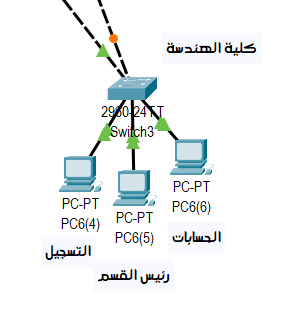 كلية الهندسة
2960-24TT
Switch3
PC-PT
PC6(4)
التسجيل
PC-PT
PC6(5)
رئيس القسم
PC-PT
PC6(6)
الحسابات